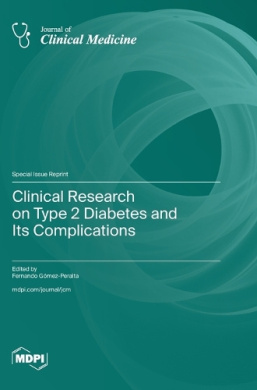 Journal of
Clinical Medicine
Special Issue Reprint
Clinical Research
on Type 2 Diabetes and
Its Complications
Edited by
Fernando Gómez-Peralta
mdpi.com/journal/jcm
MDPI